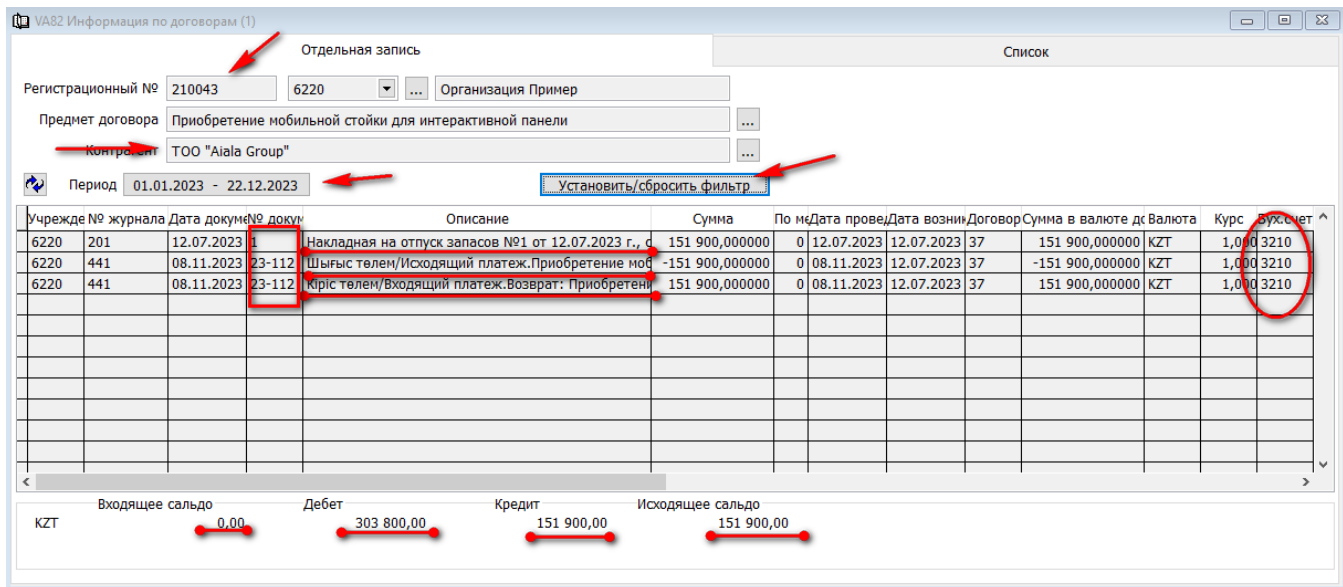 VA82 Информация по договорам (1)
Отдельная запись Список
Регистрационный № 210043 6220 ... Организация Пример
Предмет договора Приобретение мобильной стойки для интерактивной панели ...
Контрагент ТОО "Aiala Group" ...
Период 01.01.2023 - 22.12.2023 Установить/сбросить фильтр
Учрежде № журнала Дата докуме № докум Описание Сумма По ме Дата прове Дата возник Договор Сумма в валюте до Валюта Курс Бух.счет
6220 201 12.07.2023 1 Накладная на отпуск запасов №1 от 12.07.2023 г., с 151 900,000000 0 12.07.2023 12.07.2023 37 151 900,000000 KZT 1,000 3210
6220 441 08.11.2023 23-112 Шығыс төлем/Исходящий платеж.Приобретение моб -151 900,000000 0 08.11.2023 12.07.2023 37 -151 900,000000 KZT 1,000 3210
6220 441 08.11.2023 23-112 Кіріс төлем/Входящий платеж.Возврат: Приобретени 151 900,000000 0 08.11.2023 12.07.2023 37 151 900,000000 KZT 1,000 3210
Входящее сальдо Дебет Кредит Исходящее сальдо
KZT 0,00 303 800,00 151 900,00 151 900,00